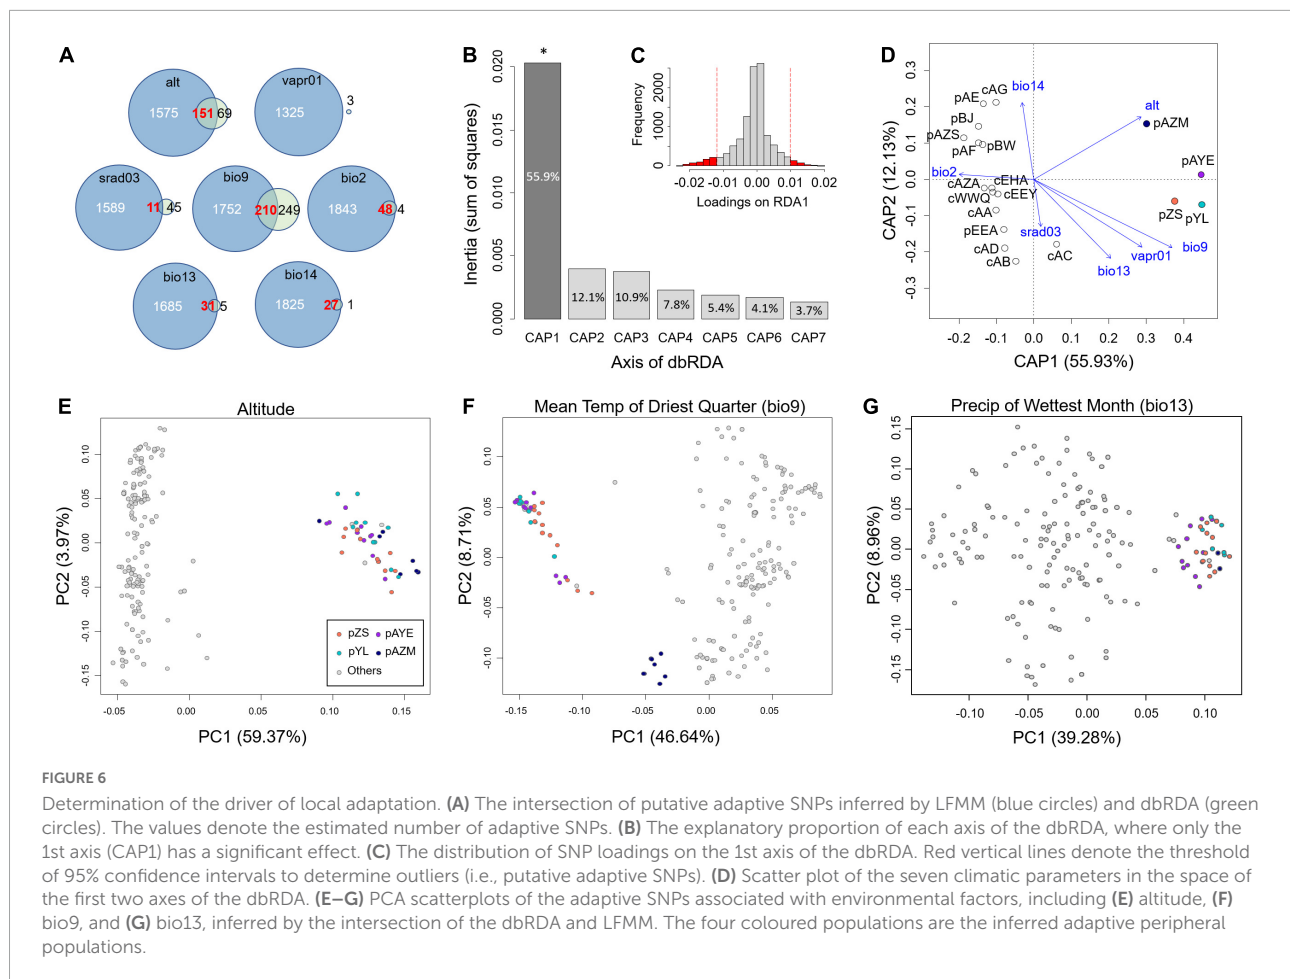 A
alt
1575
151
69
vapr01
1325
3
srad03
1589
11
45
bio9
1752
210
249
bio2
1843
48
4
bio13
1685
31
5
bio14
1825
27
1
B
*
Inertia (sum of squares)
0.000
0.005
0.010
0.015
0.020
55.9%
12.1%
10.9%
7.8%
5.4%
4.1%
3.7%
CAP1 CAP2 CAP3 CAP4 CAP5 CAP6 CAP7
Axis of dbRDA
C
Frequency
0
1000
2000
-0.02 -0.01 0.00 0.01 0.02
Loadings on RDA1
D
CAP2 (12.13%)
0.3
0.2
0.1
0.0
-0.1
-0.2
-0.3
cAG
pAE
bio14
alt
pBJ
pAZM
pAZS
pAF
pBW
bio2
pAYE
cAZA
cEHA
cWWQ
cEEY
cAA
pZS
pYL
pEEA
srad03
cAD
cAC
vapr01
bio9
cAB
bio13
-0.2 -0.1 0.0 0.1 0.2 0.3 0.4
CAP1 (55.93%)
E
Altitude
PC2 (3.97%)
0.10
0.05
0.00
-0.05
-0.10
-0.15
pZS
pAYE
pYL
pAZM
Others
-0.05 0.00 0.05 0.10 0.15
PC1 (59.37%)
F
Mean Temp of Driest Quarter (bio9)
PC2 (8.71%)
0.10
0.05
0.00
-0.05
-0.10
-0.15 -0.10 -0.05 0.00 0.05
PC1 (46.64%)
G
Precip of Wettest Month (bio13)
PC2 (8.96%)
0.15
0.10
0.05
0.00
-0.05
-0.10
-0.15
-0.10 -0.05 0.00 0.05 0.10
PC1 (39.28%)
FIGURE 6
Determination of the driver of local adaptation. (A) The intersection of putative adaptive SNPs inferred by LFMM (blue circles) and dbRDA (green
circles). The values denote the estimated number of adaptive SNPs. (B) The explanatory proportion of each axis of the dbRDA, where only the
1st axis (CAP1) has a significant effect. (C) The distribution of SNP loadings on the 1st axis of the dbRDA. Red vertical lines denote the threshold
of 95% confidence intervals to determine outliers (i.e., putative adaptive SNPs). (D) Scatter plot of the seven climatic parameters in the space of
the first two axes of the dbRDA. (E–G) PCA scatterplots of the adaptive SNPs associated with environmental factors, including (E) altitude, (F)
bio9, and (G) bio13, inferred by the intersection of the dbRDA and LFMM. The four coloured populations are the inferred adaptive peripheral
populations.